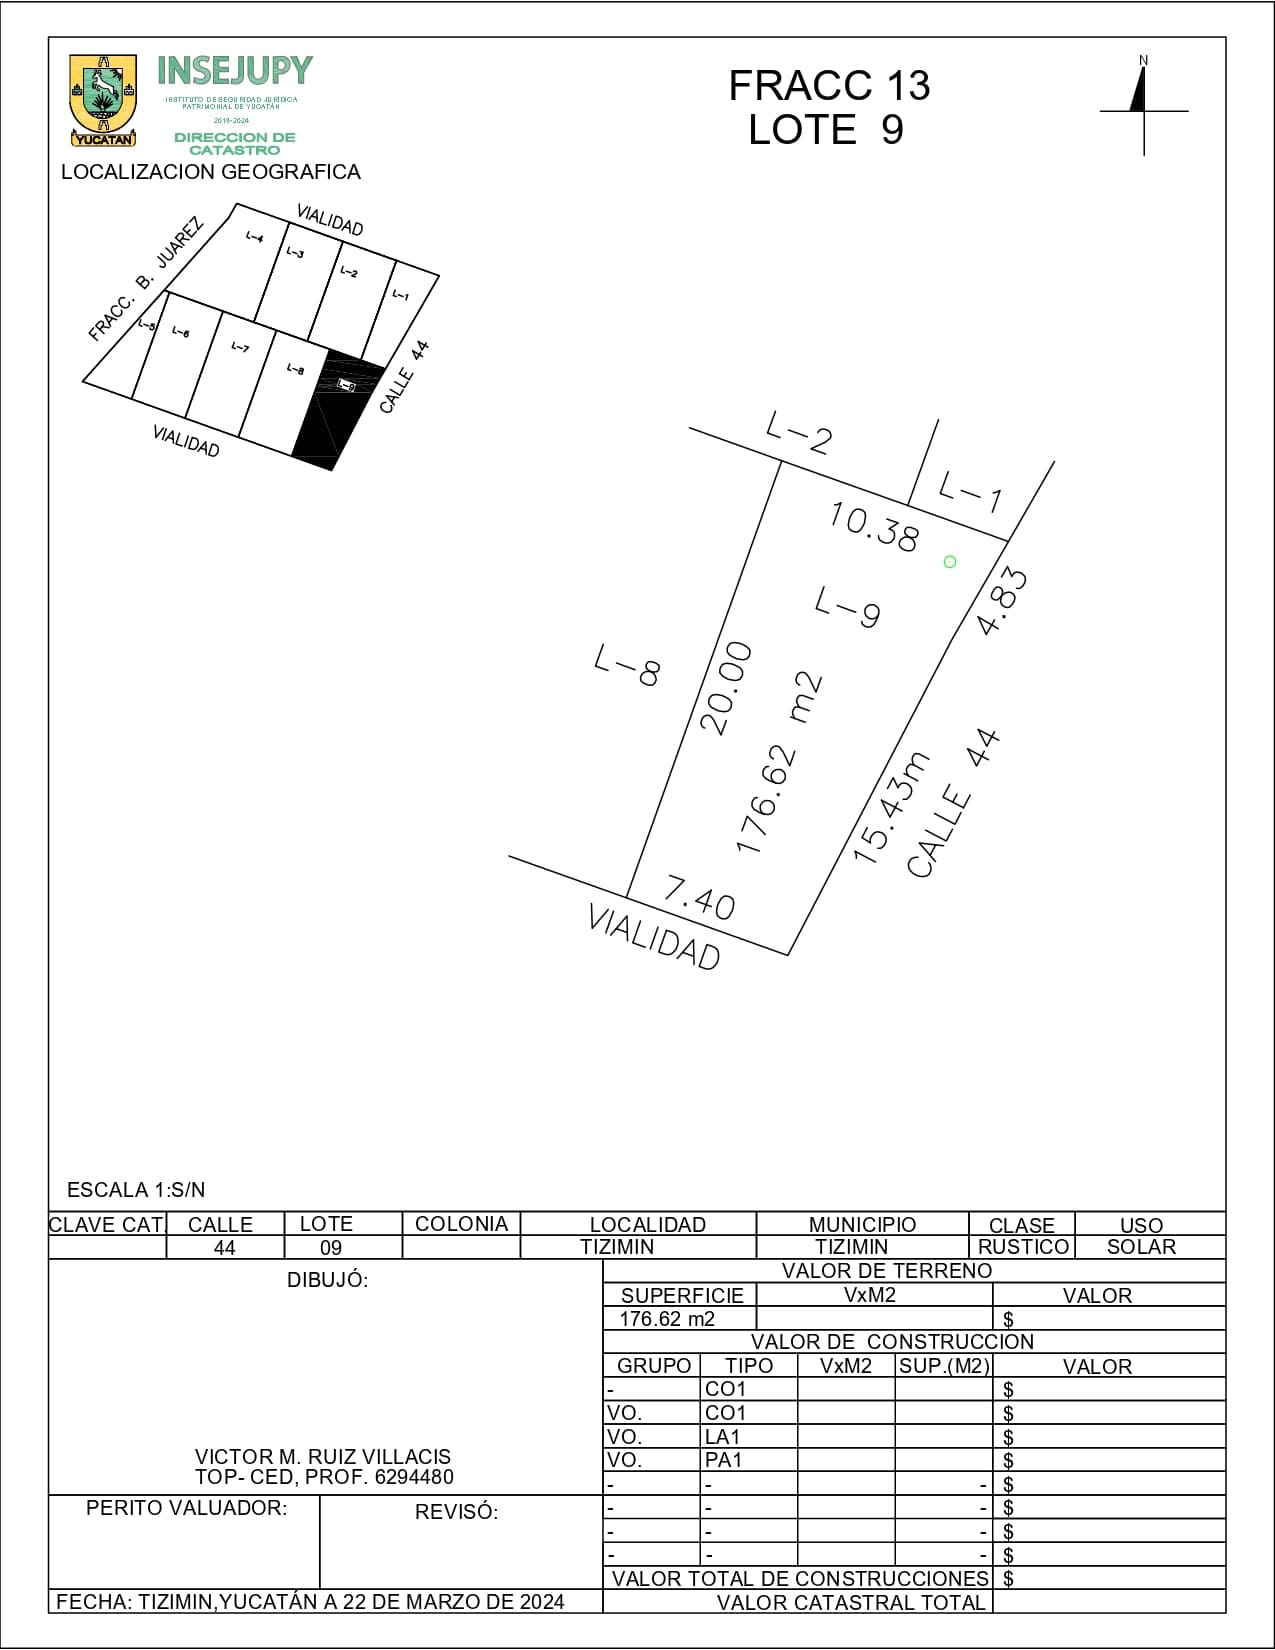 YUCATAN
INSEJUPY
INSTITUTO DE SEGURIDAD JURÍDICA
PATRIMONIAL DE YUCATÁN
2018-2024
DIRECCION DE
CATASTRO
FRACC 13
LOTE 9
N
LOCALIZACION GEOGRAFICA
VIALIDAD
FRACC. B. JUAREZ
L-4
L-3
L-2
L-1
L-5
L-6
L-7
L-8
L-9
CALLE 44
VIALIDAD
L-2
L-1
10.38
4.83
L-9
L-8
20.00
176.62 m2
15.43m
CALLE 44
7.40
VIALIDAD
ESCALA 1:S/N
CLAVE CAT. CALLE LOTE COLONIA LOCALIDAD MUNICIPIO CLASE USO
44 09 TIZIMIN TIZIMIN RUSTICO SOLAR
DIBUJÓ:
VICTOR M. RUIZ VILLACIS
TOP- CED, PROF. 6294480
PERITO VALUADOR: REVISÓ:
FECHA: TIZIMIN,YUCATÁN A 22 DE MARZO DE 2024
VALOR DE TERRENO
SUPERFICIE VxM2 VALOR
176.62 m2 $
VALOR DE CONSTRUCCION
GRUPO TIPO VxM2 SUP.(M2) VALOR
- CO1 $
VO. CO1 $
VO. LA1 $
VO. PA1 $
- - - $
- - - $
- - - $
- - - $
VALOR TOTAL DE CONSTRUCCIONES $
VALOR CATASTRAL TOTAL